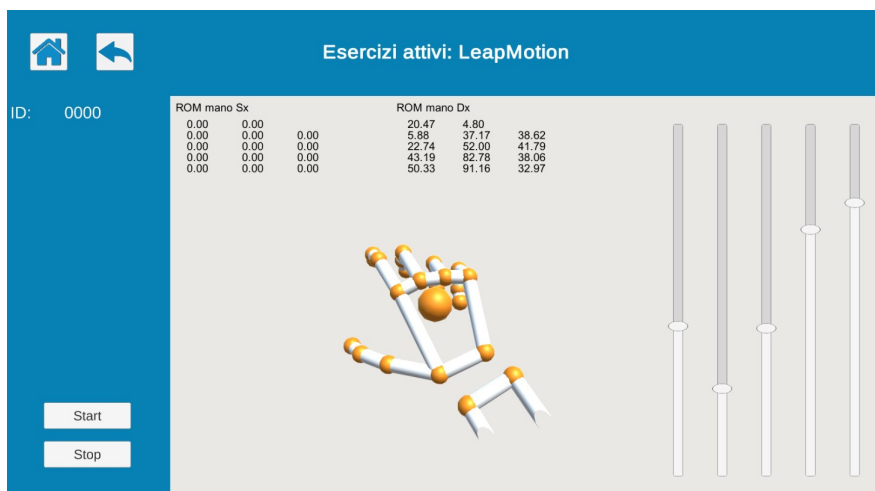 Esercizi attivi: LeapMotion
ID: 0000
ROM mano Sx
0.00 0.00
0.00 0.00 0.00
0.00 0.00 0.00
0.00 0.00 0.00
0.00 0.00 0.00
ROM mano Dx
20.47 4.80
5.88 37.17 38.62
22.74 52.00 41.79
43.19 82.78 38.06
50.33 91.16 32.97
Start
Stop